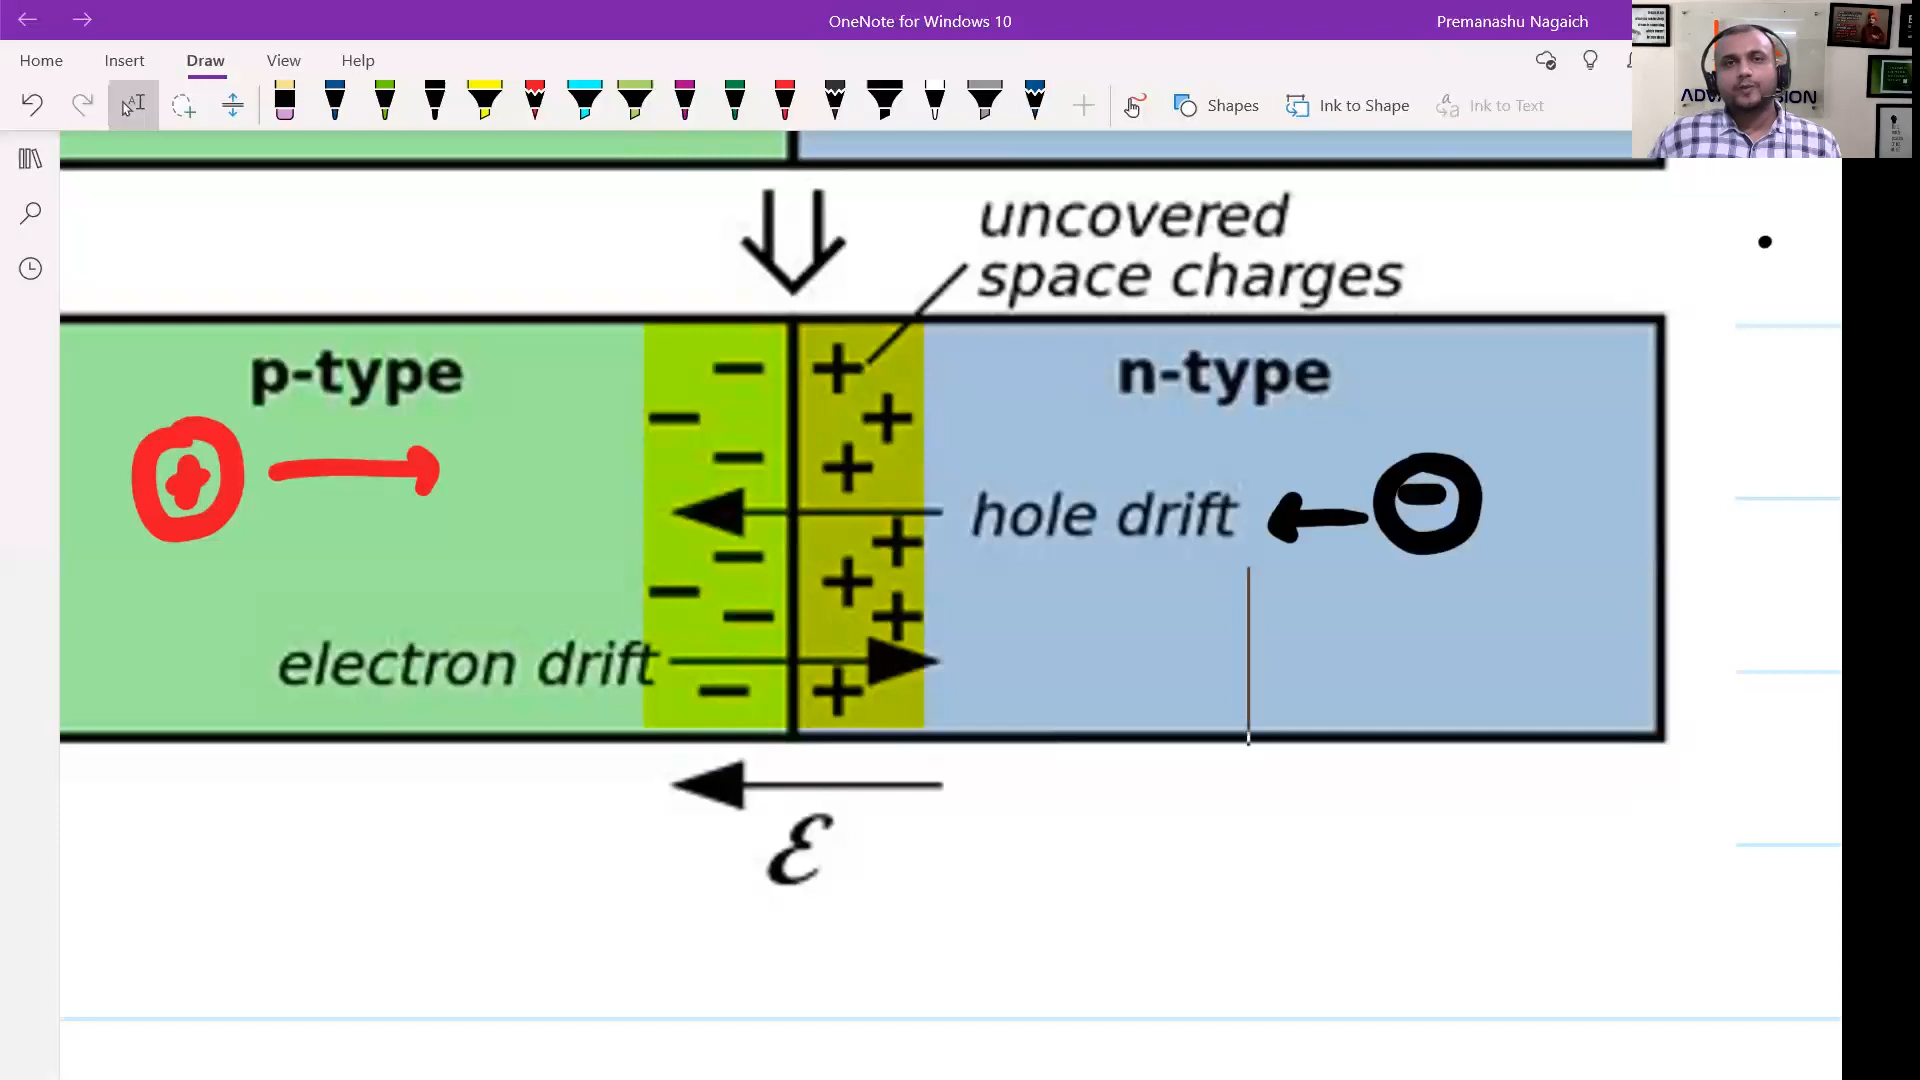 OneNote for Windows 10
Premanashu Nagaich
Home
Insert
Draw
View
Help
Shapes
Ink to Shape
Ink to Text
uncovered
space charges
p-type
n-type
hole drift
electron drift
ℰ